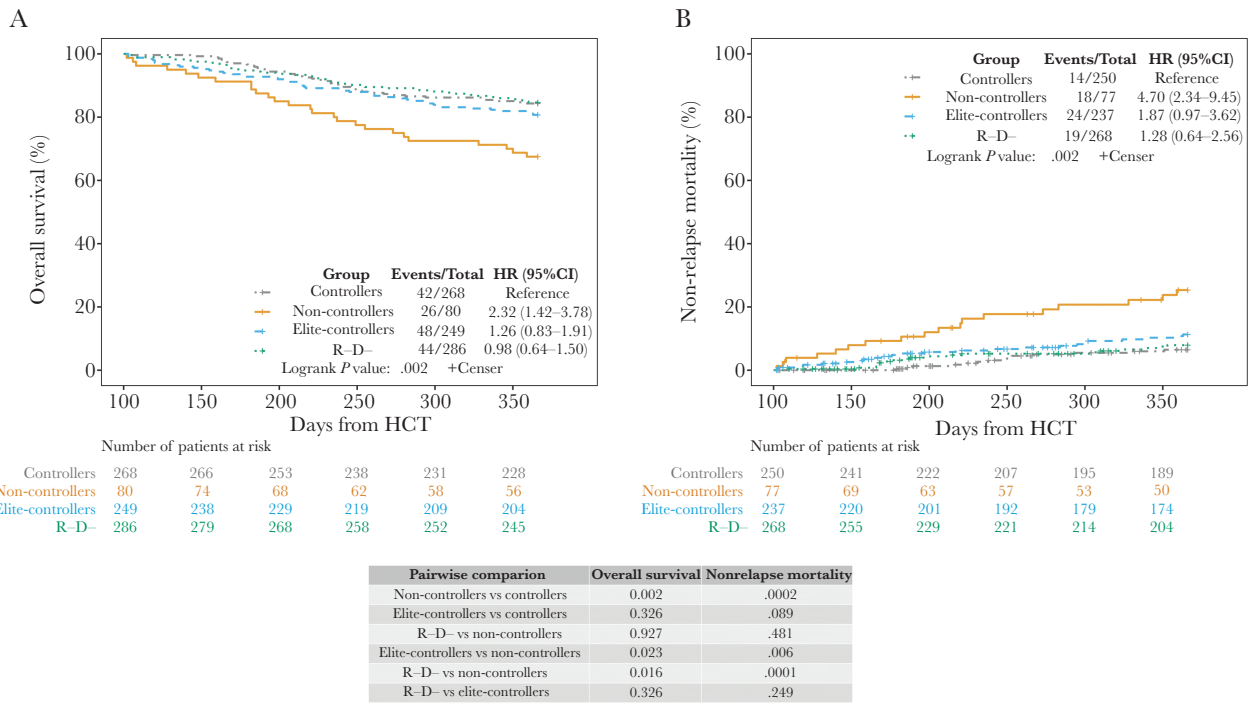 A
Overall survival (%)
100
80
60
40
20
0
Group Events/Total HR (95%CI)
Controllers 42/268 Reference
Non-controllers 26/80 2.32 (1.42–3.78)
Elite-controllers 48/249 1.26 (0.83–1.91)
R–D– 44/286 0.98 (0.64–1.50)
Logrank P value: .002 +Censer
100 150 200 250 300 350
Days from HCT
Number of patients at risk
Controllers 268 266 253 238 231 228
Non-controllers 80 74 68 62 58 56
Elite-controllers 249 238 229 219 209 204
R–D– 286 279 268 258 252 245
B
Non-relapse mortality (%)
100
80
60
40
20
0
Group Events/Total HR (95%CI)
Controllers 14/250 Reference
Non-controllers 18/77 4.70 (2.34–9.45)
Elite-controllers 24/237 1.87 (0.97–3.62)
R–D– 19/268 1.28 (0.64–2.56)
Logrank P value: .002 +Censer
100 150 200 250 300 350
Days from HCT
Number of patients at risk
Controllers 250 241 222 207 195 189
Non-controllers 77 69 63 57 53 50
Elite-controllers 237 220 201 192 179 174
R–D– 268 255 229 221 214 204
Pairwise comparion Overall survival Nonrelapse mortality
Non-controllers vs controllers 0.002 .0002
Elite-controllers vs controllers 0.326 .089
R–D– vs non-controllers 0.927 .481
Elite-controllers vs non-controllers 0.023 .006
R–D– vs non-controllers 0.016 .0001
R–D– vs elite-controllers 0.326 .249